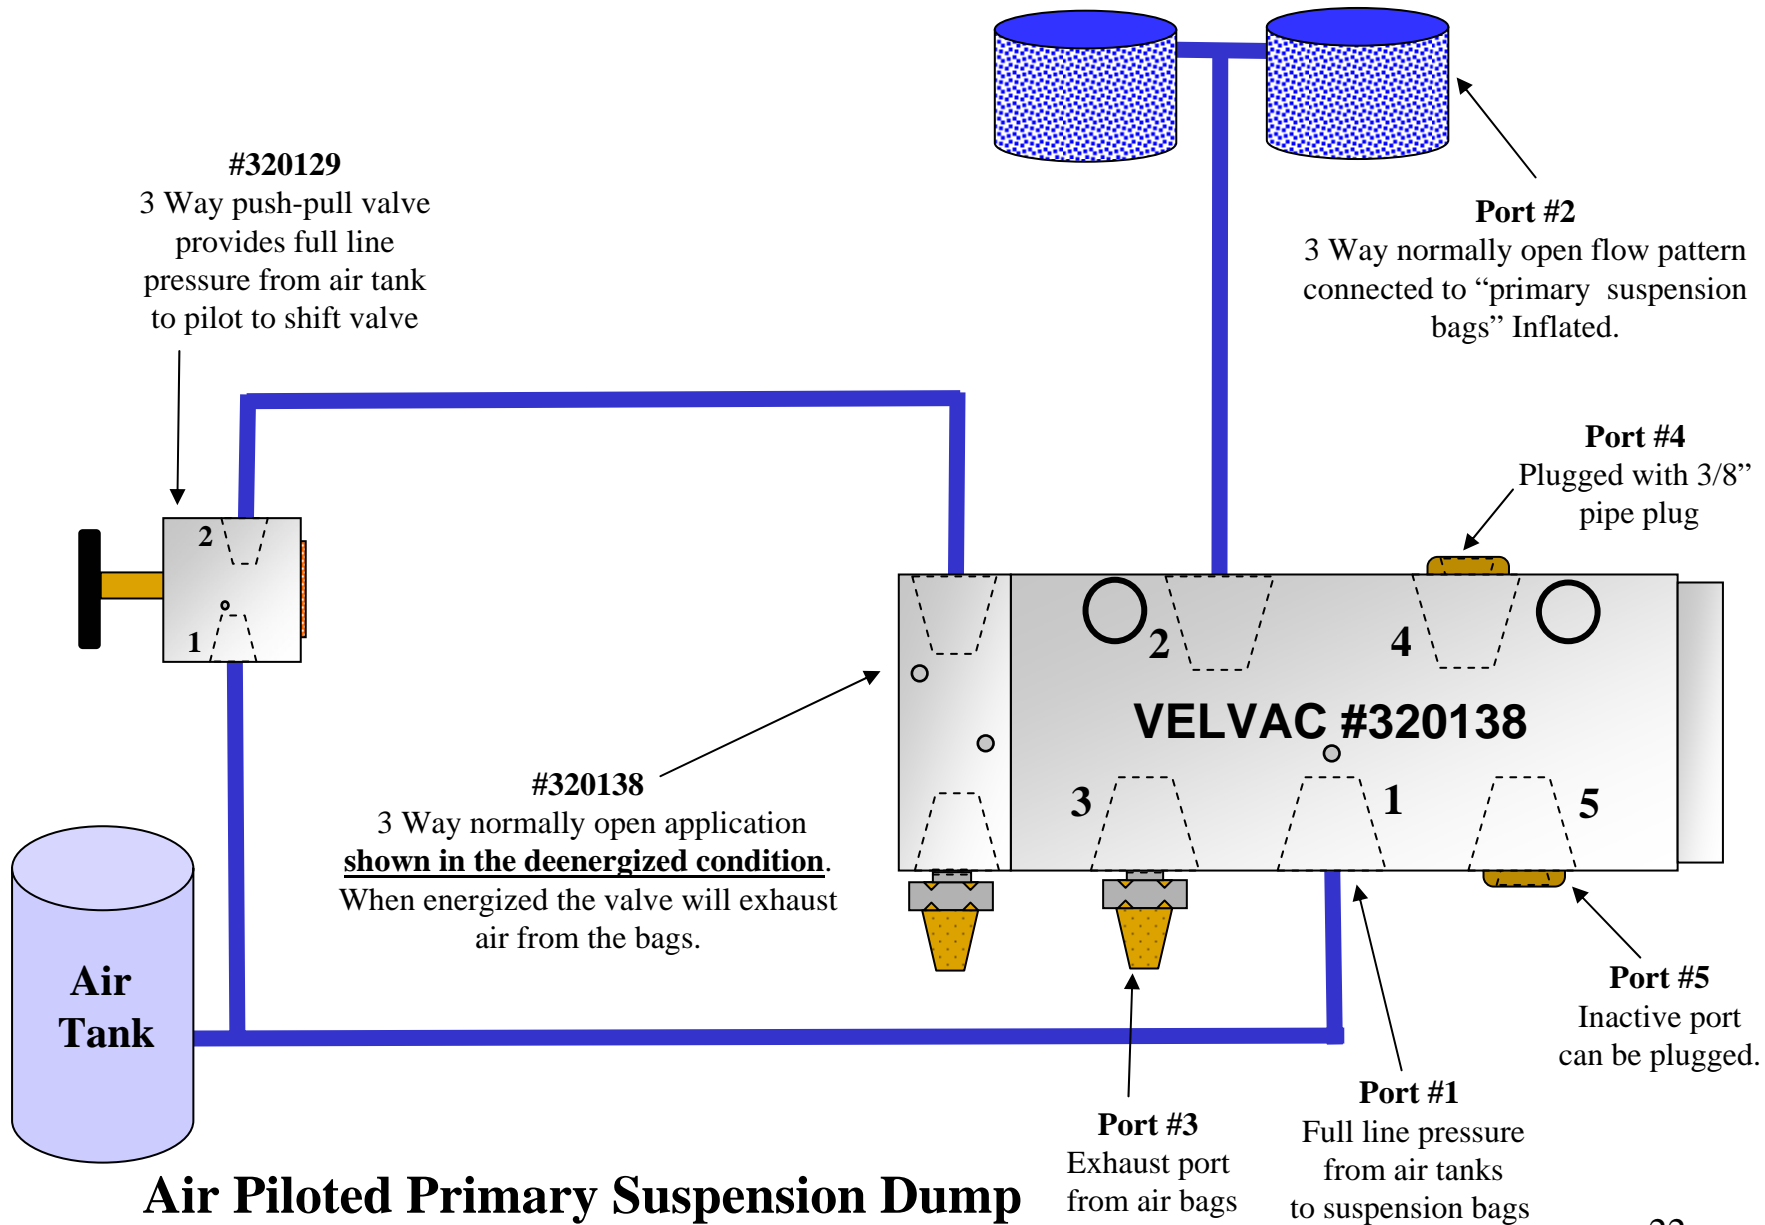 #320129
3 Way push-pull valve
provides full line
pressure from air tank
to pilot to shift valve
Port #2
3 Way normally open flow pattern
connected to “primary  suspension
bags” Inflated.
Port #4
Plugged with 3/8”
pipe plug
2
1
2
4
VELVAC #320138
3
1
5
#320138
3 Way normally open application
shown in the deenergized condition.
When energized the valve will exhaust
air from the bags.
Air
Tank
Port #5
Inactive port
can be plugged.
Port #1
Full line pressure
from air tanks
to suspension bags
Port #3
Exhaust port
from air bags
Air Piloted Primary Suspension Dump